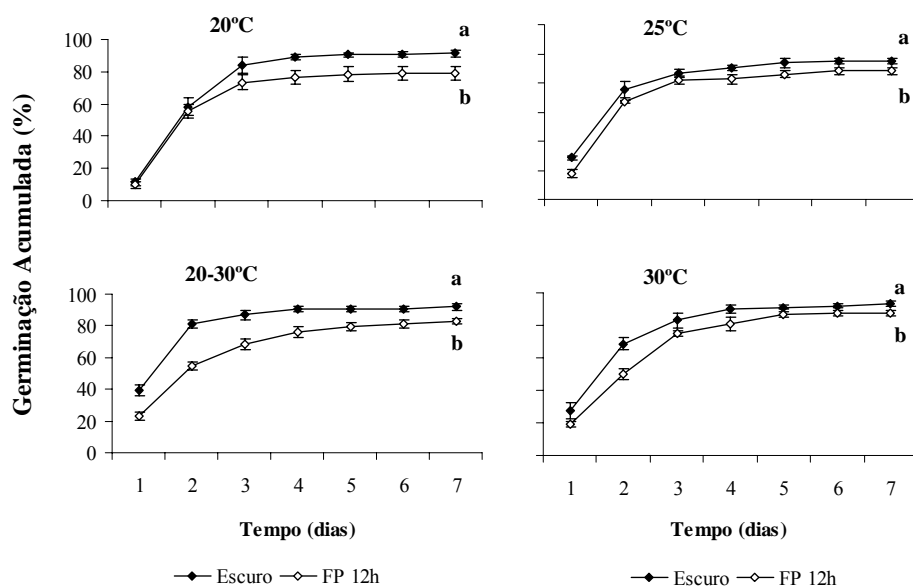 Germinação Acumulada (%)
20ºC
a
b
100
80
60
40
20
0
25ºC
a
b
20-30ºC
a
b
100
80
60
40
20
0
1 2 3 4 5 6 7
Tempo (dias)
30ºC
a
b
1 2 3 4 5 6 7
Tempo (dias)
Escuro FP 12h
Escuro FP 12h